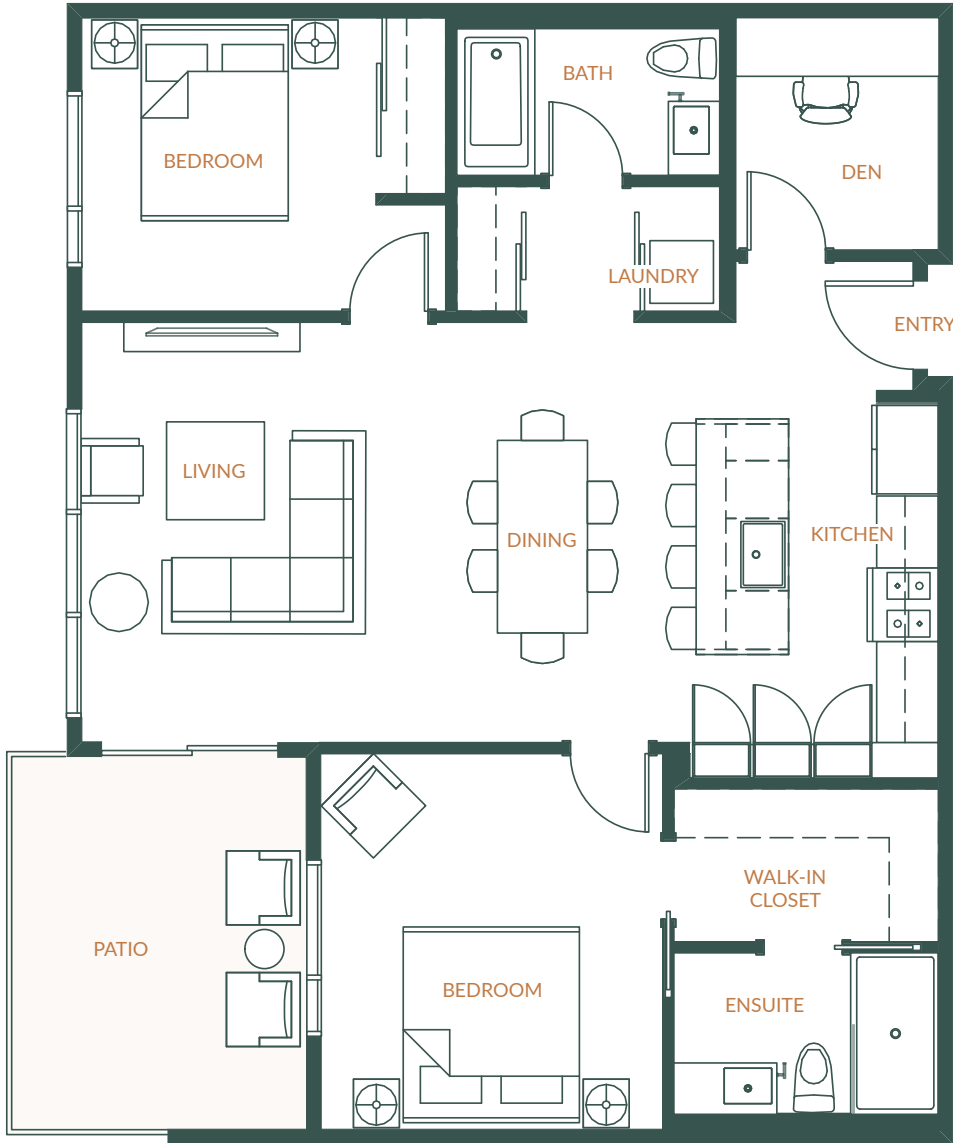 BATH
BEDROOM
DEN
LAUNDRY
ENTRY
LIVING
KITCHEN
DINING
WALK-IN
CLOSET
PATIO
BEDROOM
ENSUITE